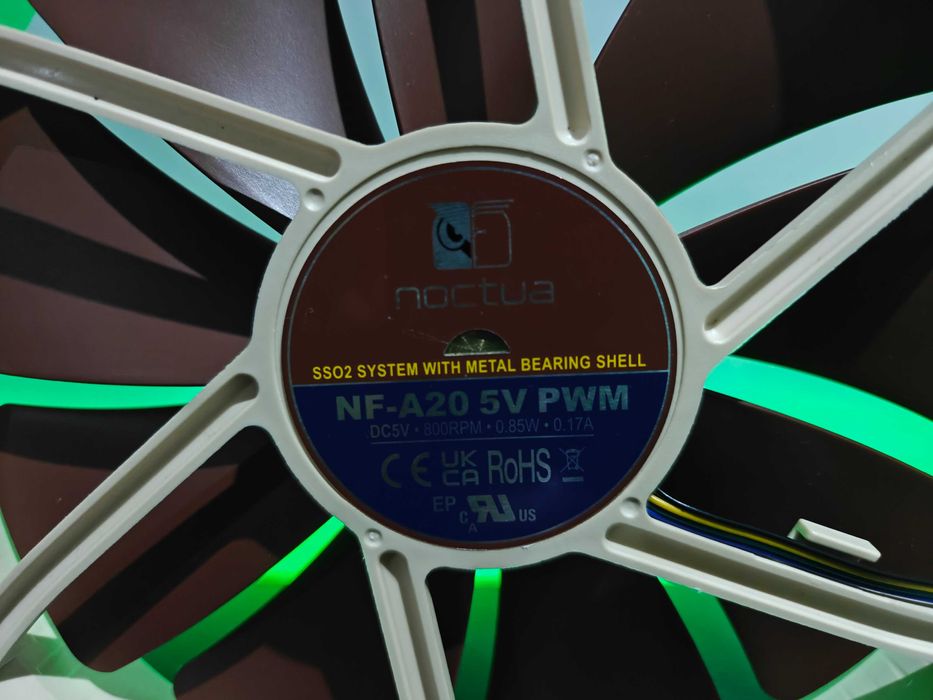 noctua
SSO2 SYSTEM WITH METAL BEARING SHELL
NF-A20 5V PWM
DC5V • 800RPM • 0.85W • 0.17A
CE UK CA RoHS
EP c RU US
A